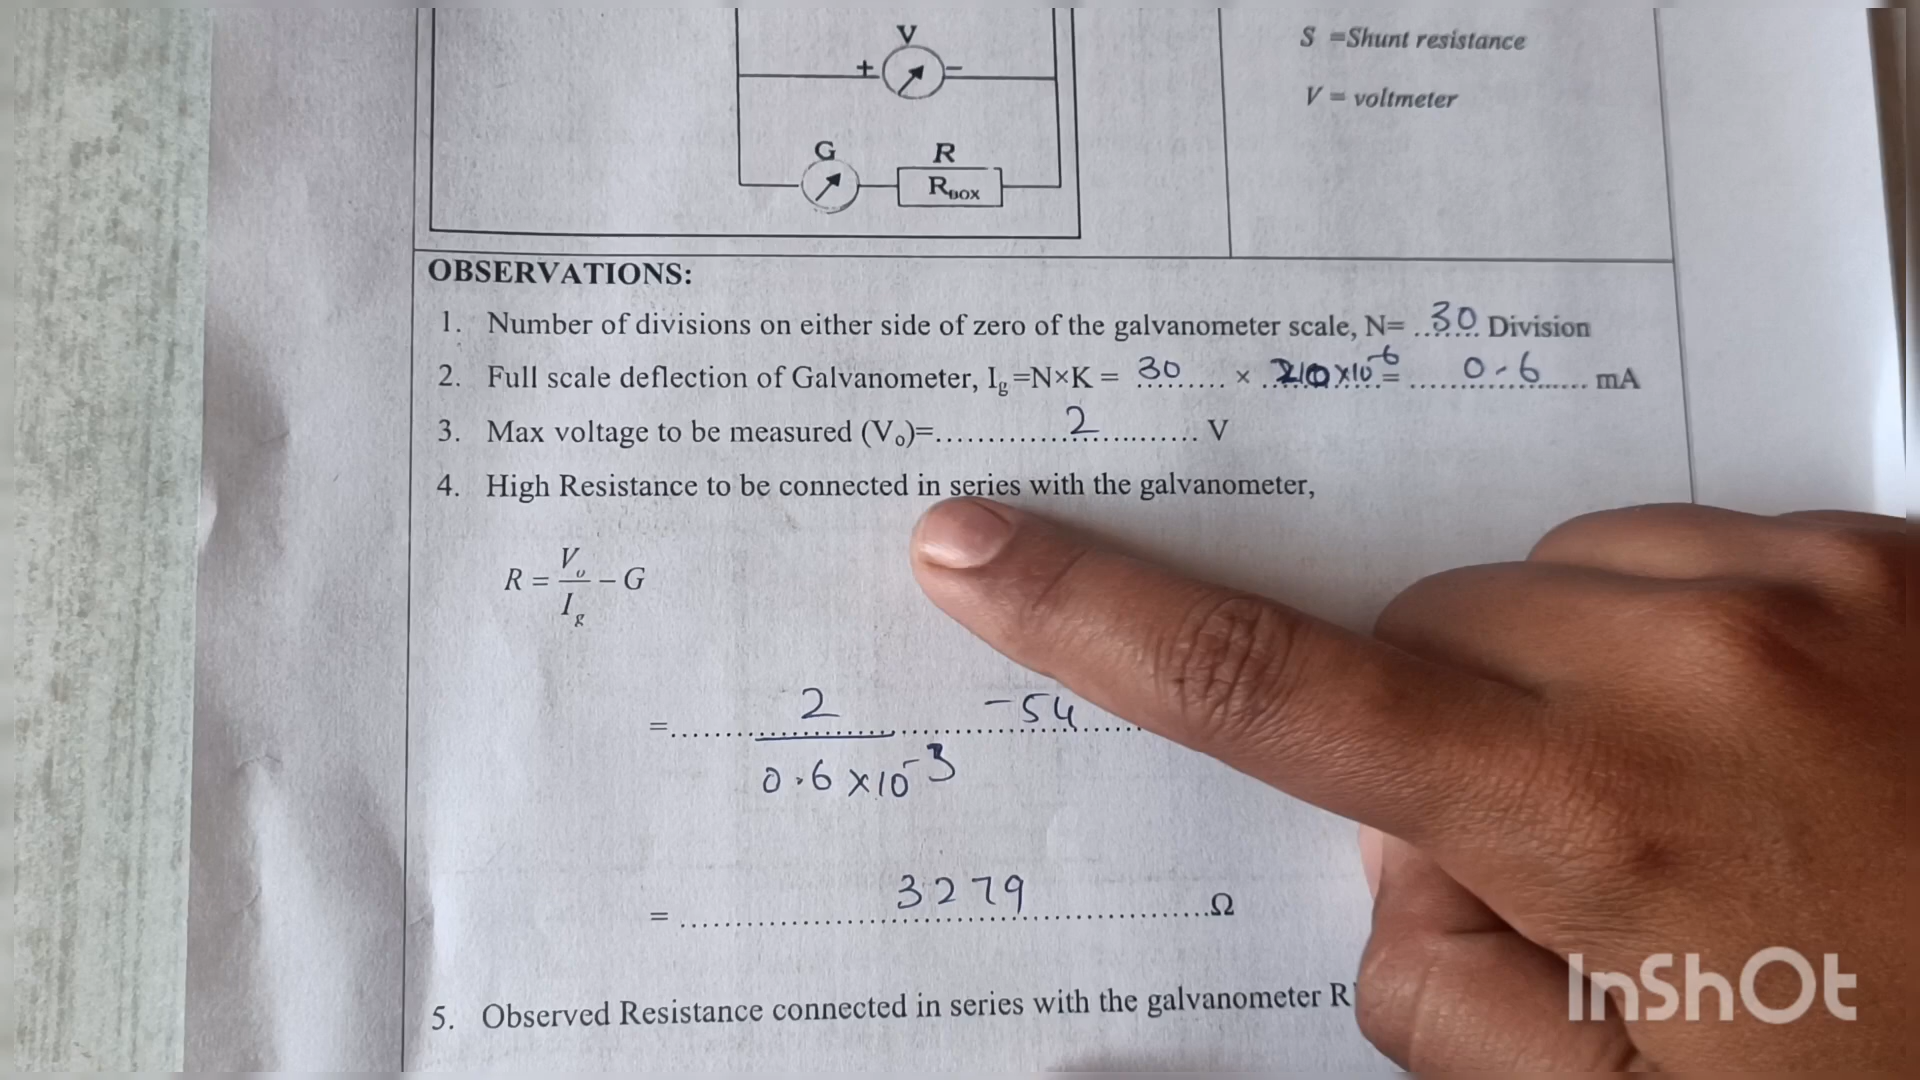 V
S =Shunt resistance
+ −
V = voltmeter
G R
RBOX
OBSERVATIONS:
1. Number of divisions on either side of zero of the galvanometer scale, N= ..30.. Division
2. Full scale deflection of Galvanometer, Ig=N×K = 30 × ×10⁻⁶ = 0.6 mA
3. Max voltage to be measured (Vo)= 2 V
4. High Resistance to be connected in series with the galvanometer,
R = Vo/Ig − G
= 2/0.6×10⁻³ −54
= 3279 Ω
5. Observed Resistance connected in series with the galvanometer R
InShOt